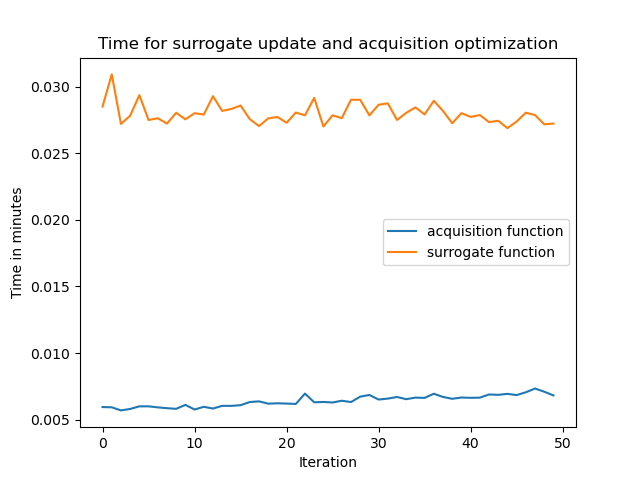 Time for surrogate update and acquisition optimization
0.030
0.025
0.020
0.015
0.010
0.005
Time in minutes
acquisition function
surrogate function
0 10 20 30 40 50
Iteration